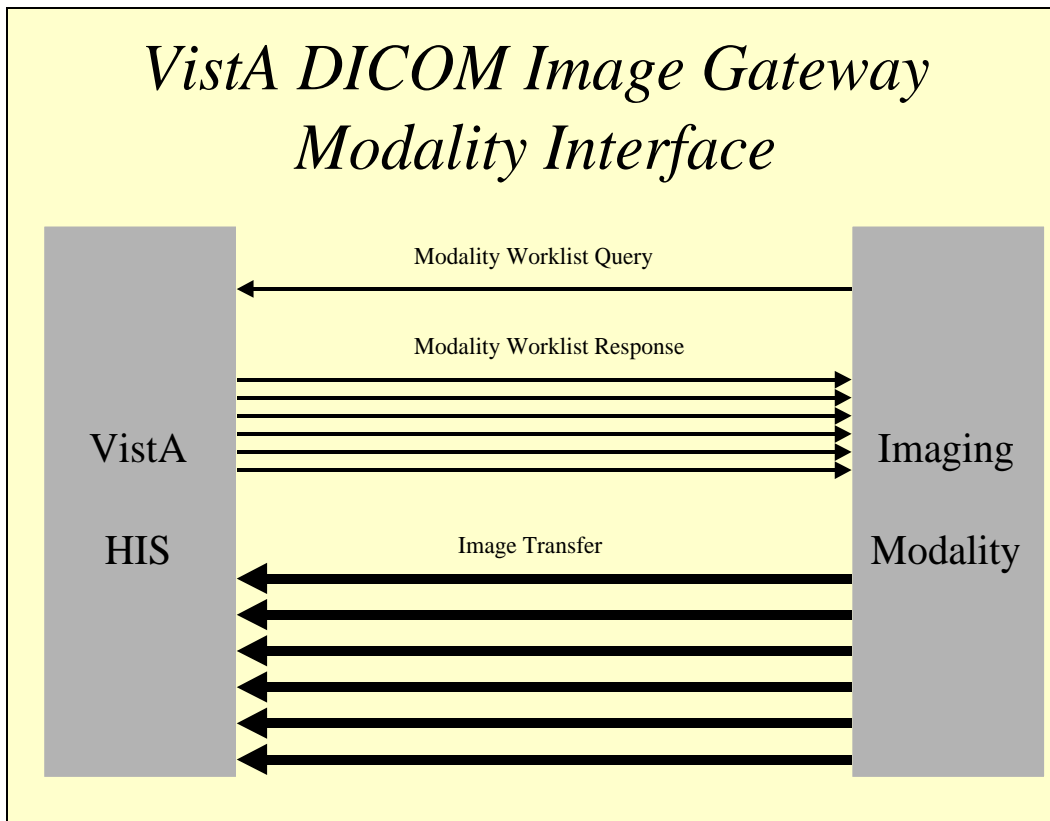 VistA DICOM Image Gateway
Modality Interface
Modality Worklist Query
Modality Worklist Response
VistA
HIS
Imaging
Modality
Image Transfer